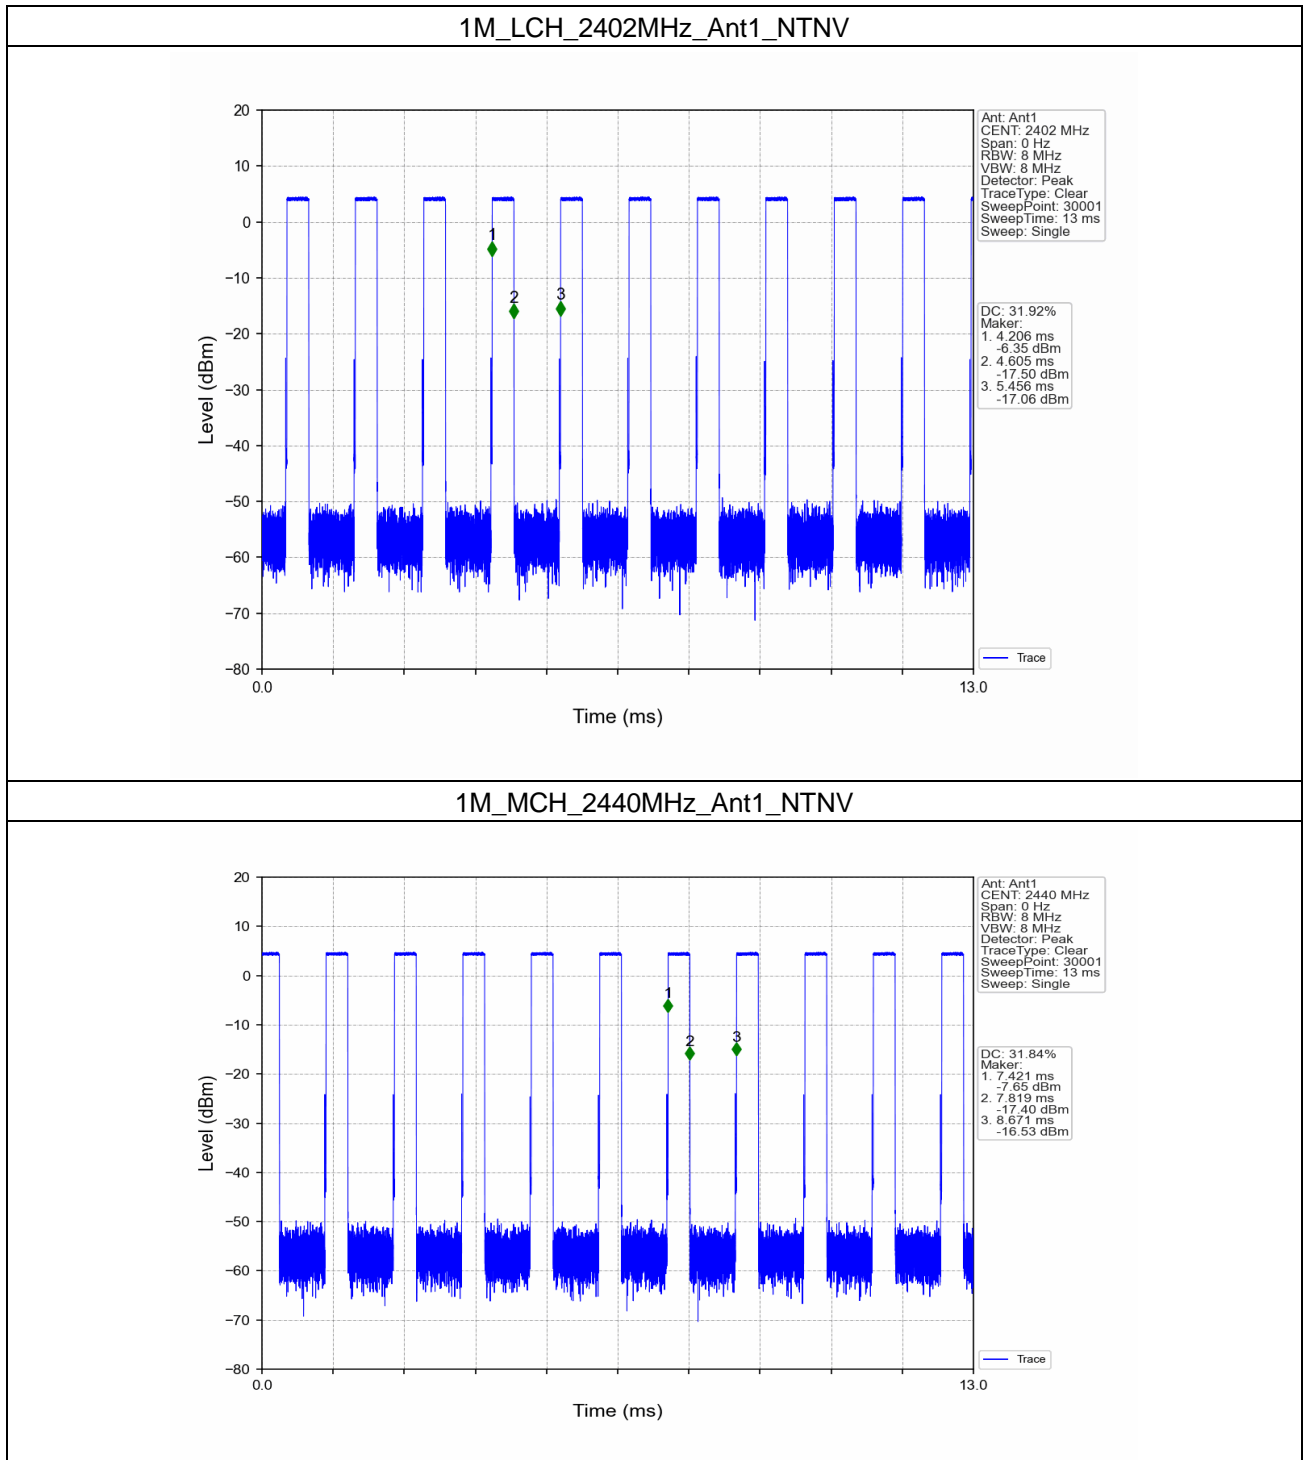 1M_LCH_2402MHz_Ant1_NTNV
20
10
0
−10
−20
−30
−40
−50
−60
−70
−80
Level (dBm)
0.0
13.0
Time (ms)
1
2
3
Ant: Ant1
CENT: 2402 MHz
Span: 0 Hz
RBW: 8 MHz
VBW: 8 MHz
Detector: Peak
TraceType: Clear
SweepPoint: 30001
SweepTime: 13 ms
Sweep: Single
DC: 31.92%
Maker:
1. 4.206 ms
-6.35 dBm
2. 4.605 ms
-17.50 dBm
3. 5.456 ms
-17.06 dBm
Trace
1M_MCH_2440MHz_Ant1_NTNV
20
10
0
−10
−20
−30
−40
−50
−60
−70
−80
Level (dBm)
0.0
13.0
Time (ms)
1
2
3
Ant: Ant1
CENT: 2440 MHz
Span: 0 Hz
RBW: 8 MHz
VBW: 8 MHz
Detector: Peak
TraceType: Clear
SweepPoint: 30001
SweepTime: 13 ms
Sweep: Single
DC: 31.84%
Maker:
1. 7.421 ms
-7.65 dBm
2. 7.819 ms
-17.40 dBm
3. 8.671 ms
-16.53 dBm
Trace